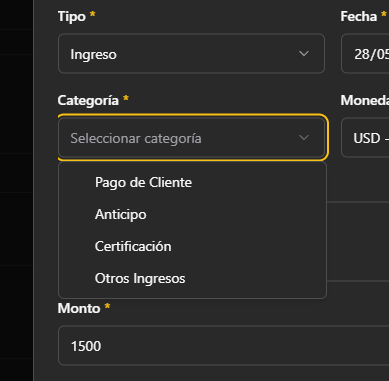 Tipo * Fecha *
Ingreso 28/05
Categoría * Moneda
Seleccionar categoría USD -
Pago de Cliente
Anticipo
Certificación
Otros Ingresos
Monto *
1500